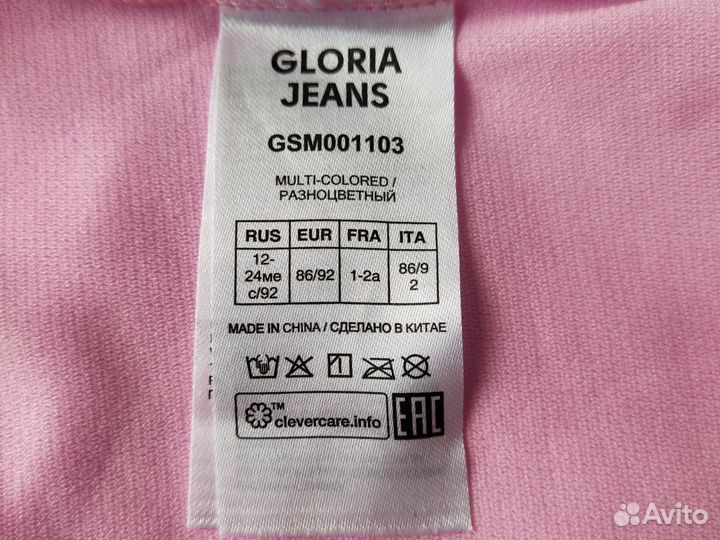 GLORIA
JEANS
GSM001103
MULTI-COLORED /
РАЗНОЦВЕТНЫЙ
RUS EUR FRA ITA
12- 86/92 1-2a 86/9
24ме 2
с/92
MADE IN CHINA / СДЕЛАНО В КИТАЕ
™
clevercare.info EAC
Avito